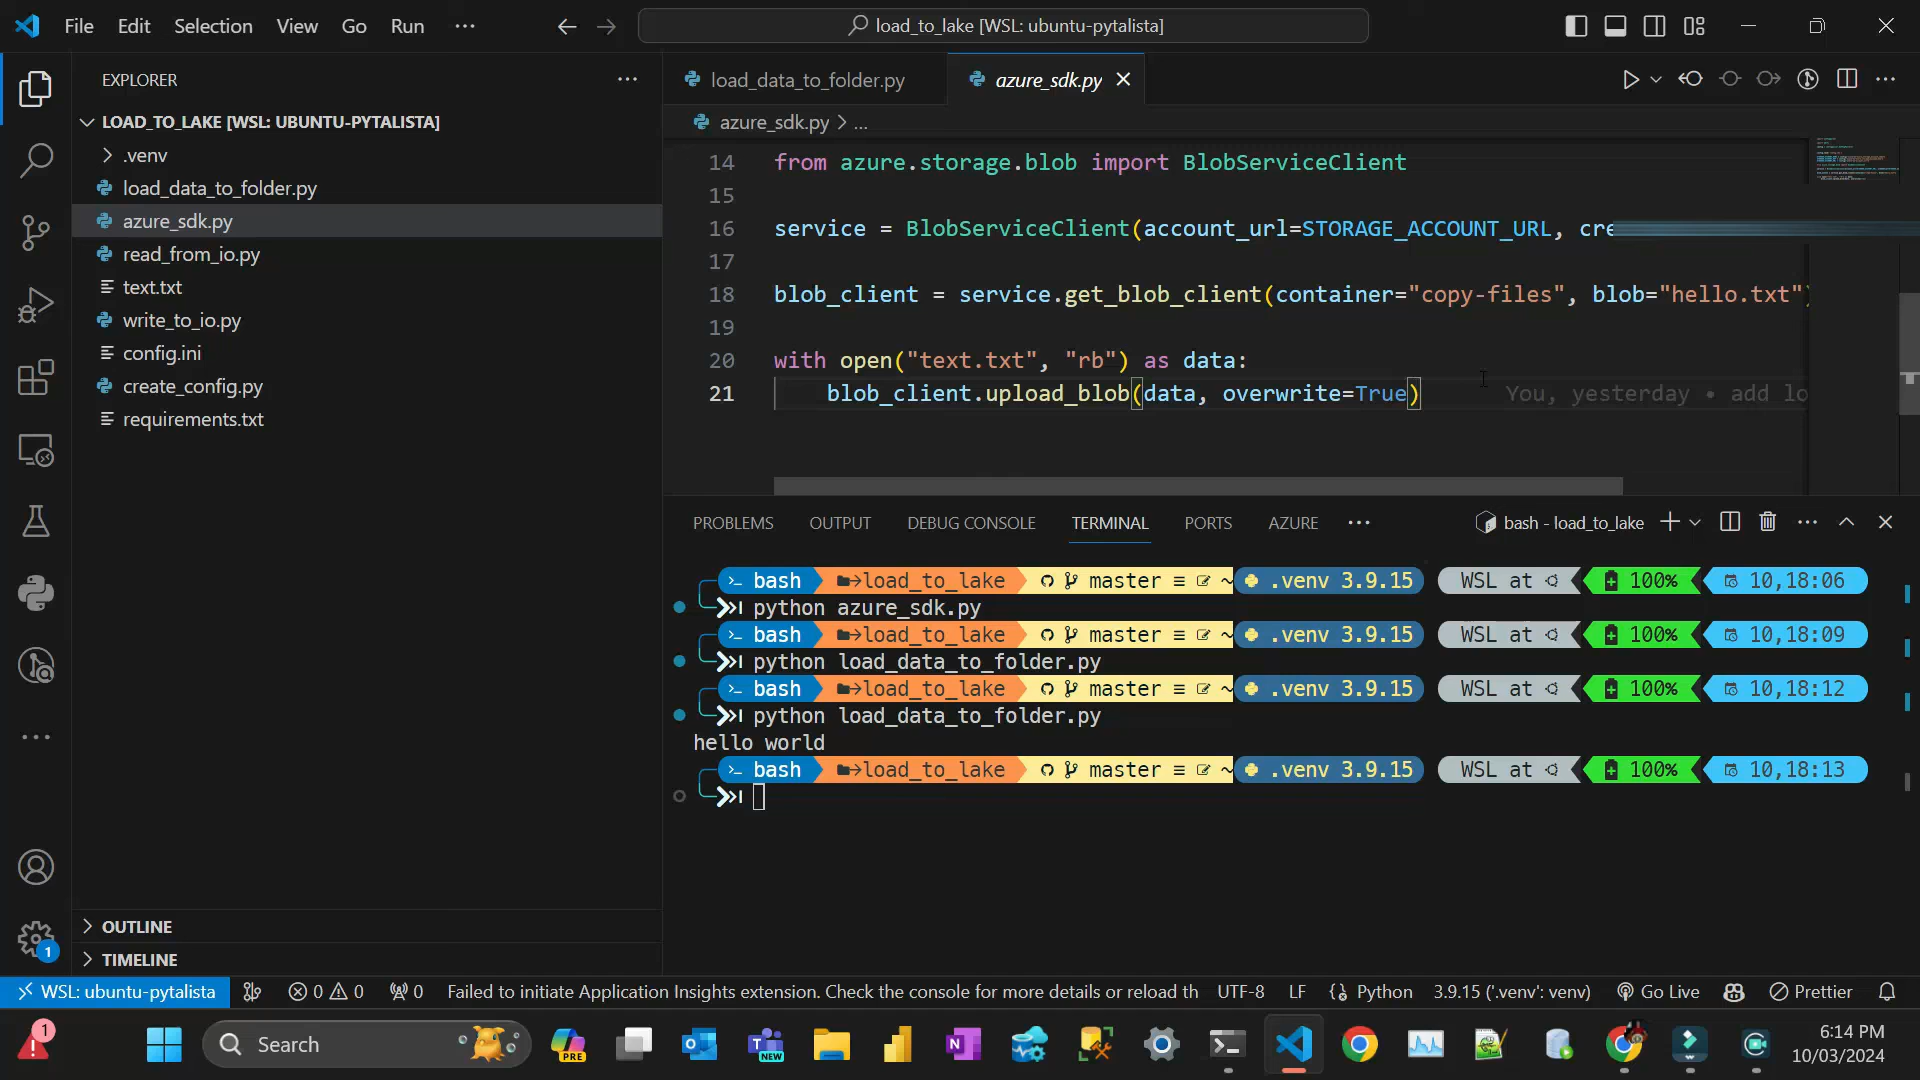 File Edit Selection View Go Run ...
load_to_lake [WSL: ubuntu-pytalista]
EXPLORER ...
LOAD_TO_LAKE [WSL: UBUNTU-PYTALISTA]
.venv
load_data_to_folder.py
azure_sdk.py
read_from_io.py
text.txt
write_to_io.py
config.ini
create_config.py
requirements.txt
OUTLINE
TIMELINE
load_data_to_folder.py azure_sdk.py
azure_sdk.py > ...
14 from azure.storage.blob import BlobServiceClient
15
16 service = BlobServiceClient(account_url=STORAGE_ACCOUNT_URL, cre
17
18 blob_client = service.get_blob_client(container="copy-files", blob="hello.txt")
19
20 with open("text.txt", "rb") as data:
21 blob_client.upload_blob(data, overwrite=True) You, yesterday • add lo
PROBLEMS OUTPUT DEBUG CONSOLE TERMINAL PORTS AZURE ... bash - load_to_lake
bash load_to_lake master ≡ ~ .venv 3.9.15 WSL at 100% 10,18:06
python azure_sdk.py
bash load_to_lake master ≡ ~ .venv 3.9.15 WSL at 100% 10,18:09
python load_data_to_folder.py
bash load_to_lake master ≡ ~ .venv 3.9.15 WSL at 100% 10,18:12
python load_data_to_folder.py
hello world
bash load_to_lake master ≡ ~ .venv 3.9.15 WSL at 100% 10,18:13
1
WSL: ubuntu-pytalista 0 0 0 Failed to initiate Application Insights extension. Check the console for more details or reload th UTF-8 LF Python 3.9.15 ('.venv': venv) Go Live Prettier
1 Search PRE NEW 6:14 PM
10/03/2024